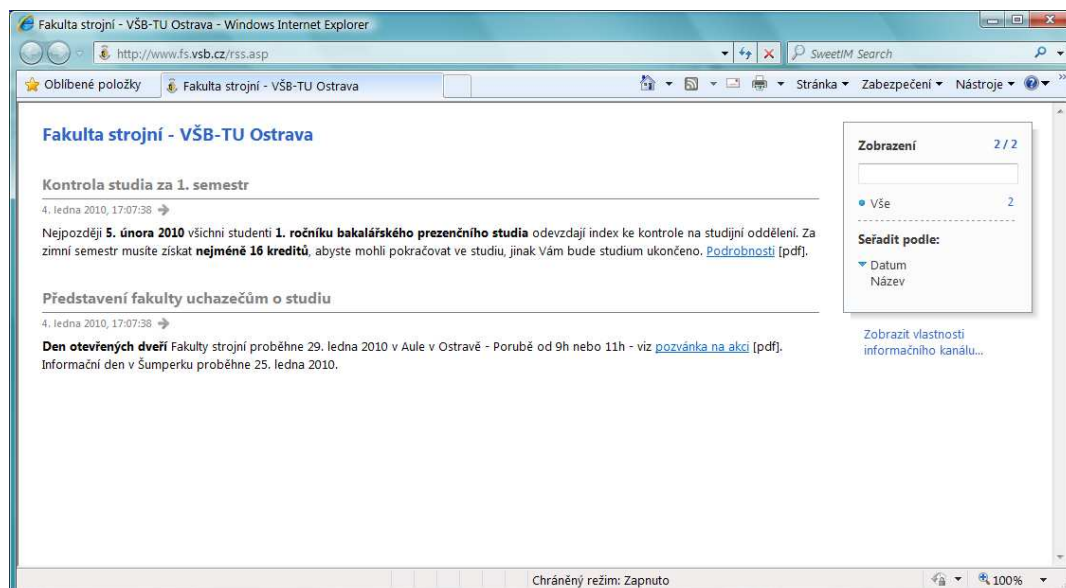 Fakulta strojní - VŠB-TU Ostrava - Windows Internet Explorer
http://www.fs.vsb.cz/rss.asp
SweetIM Search
Oblíbené položky
Fakulta strojní - VŠB-TU Ostrava
Stránka
Zabezpečení
Nástroje
Fakulta strojní - VŠB-TU Ostrava
Kontrola studia za 1. semestr
4. ledna 2010, 17:07:38
Nejpozději 5. února 2010 všichni studenti 1. ročníku bakalářského prezenčního studia odevzdají index ke kontrole na studijní oddělení. Za
zimní semestr musíte získat nejméně 16 kreditů, abyste mohli pokračovat ve studiu, jinak Vám bude studium ukončeno. Podrobnosti [pdf].
Představení fakulty uchazečům o studiu
4. ledna 2010, 17:07:38
Den otevřených dveří Fakulty strojní proběhne 29. ledna 2010 v Aule v Ostravě - Porubě od 9h nebo 11h - viz pozvánka na akci [pdf].
Informační den v Šumperku proběhne 25. ledna 2010.
Zobrazení 2 / 2
Vše 2
Seřadit podle:
Datum
Název
Zobrazit vlastnosti
informačního kanálu...
Chráněný režim: Zapnuto
100%